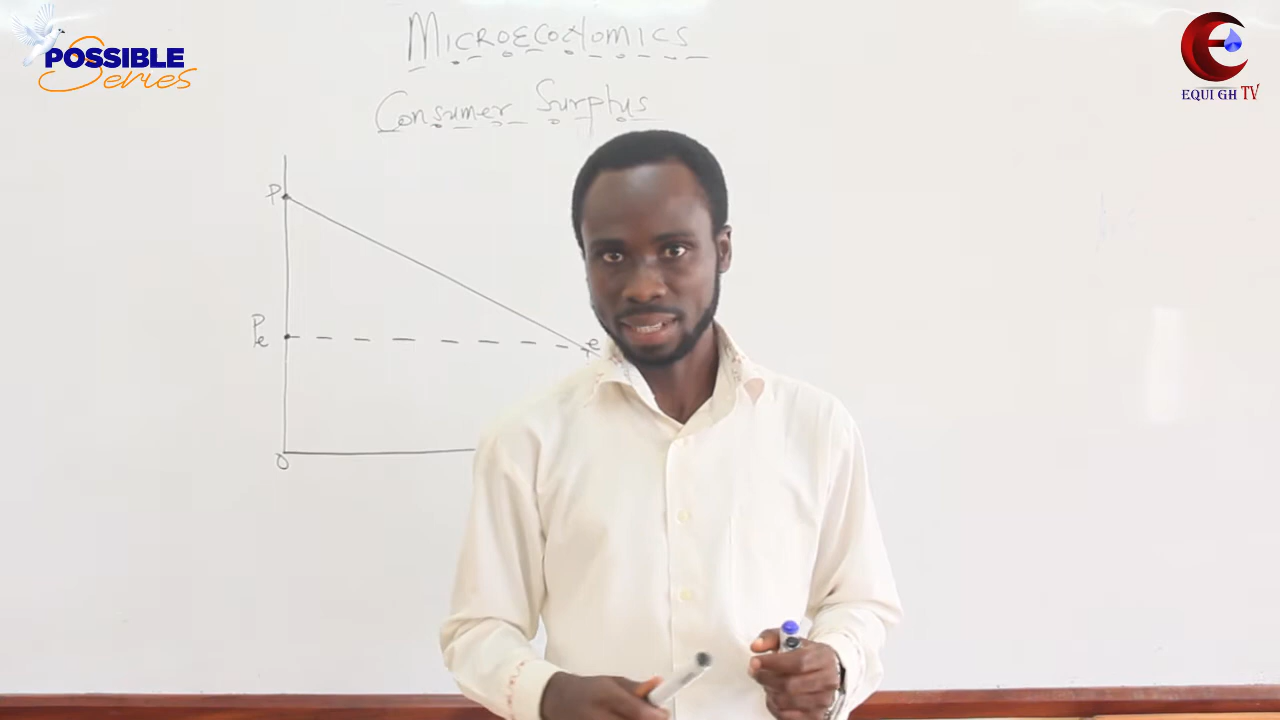 POSSIBLE
Series
EQUI GH TV
MICROECONOMICS
Consumer Surplus
P
Pe
e
0